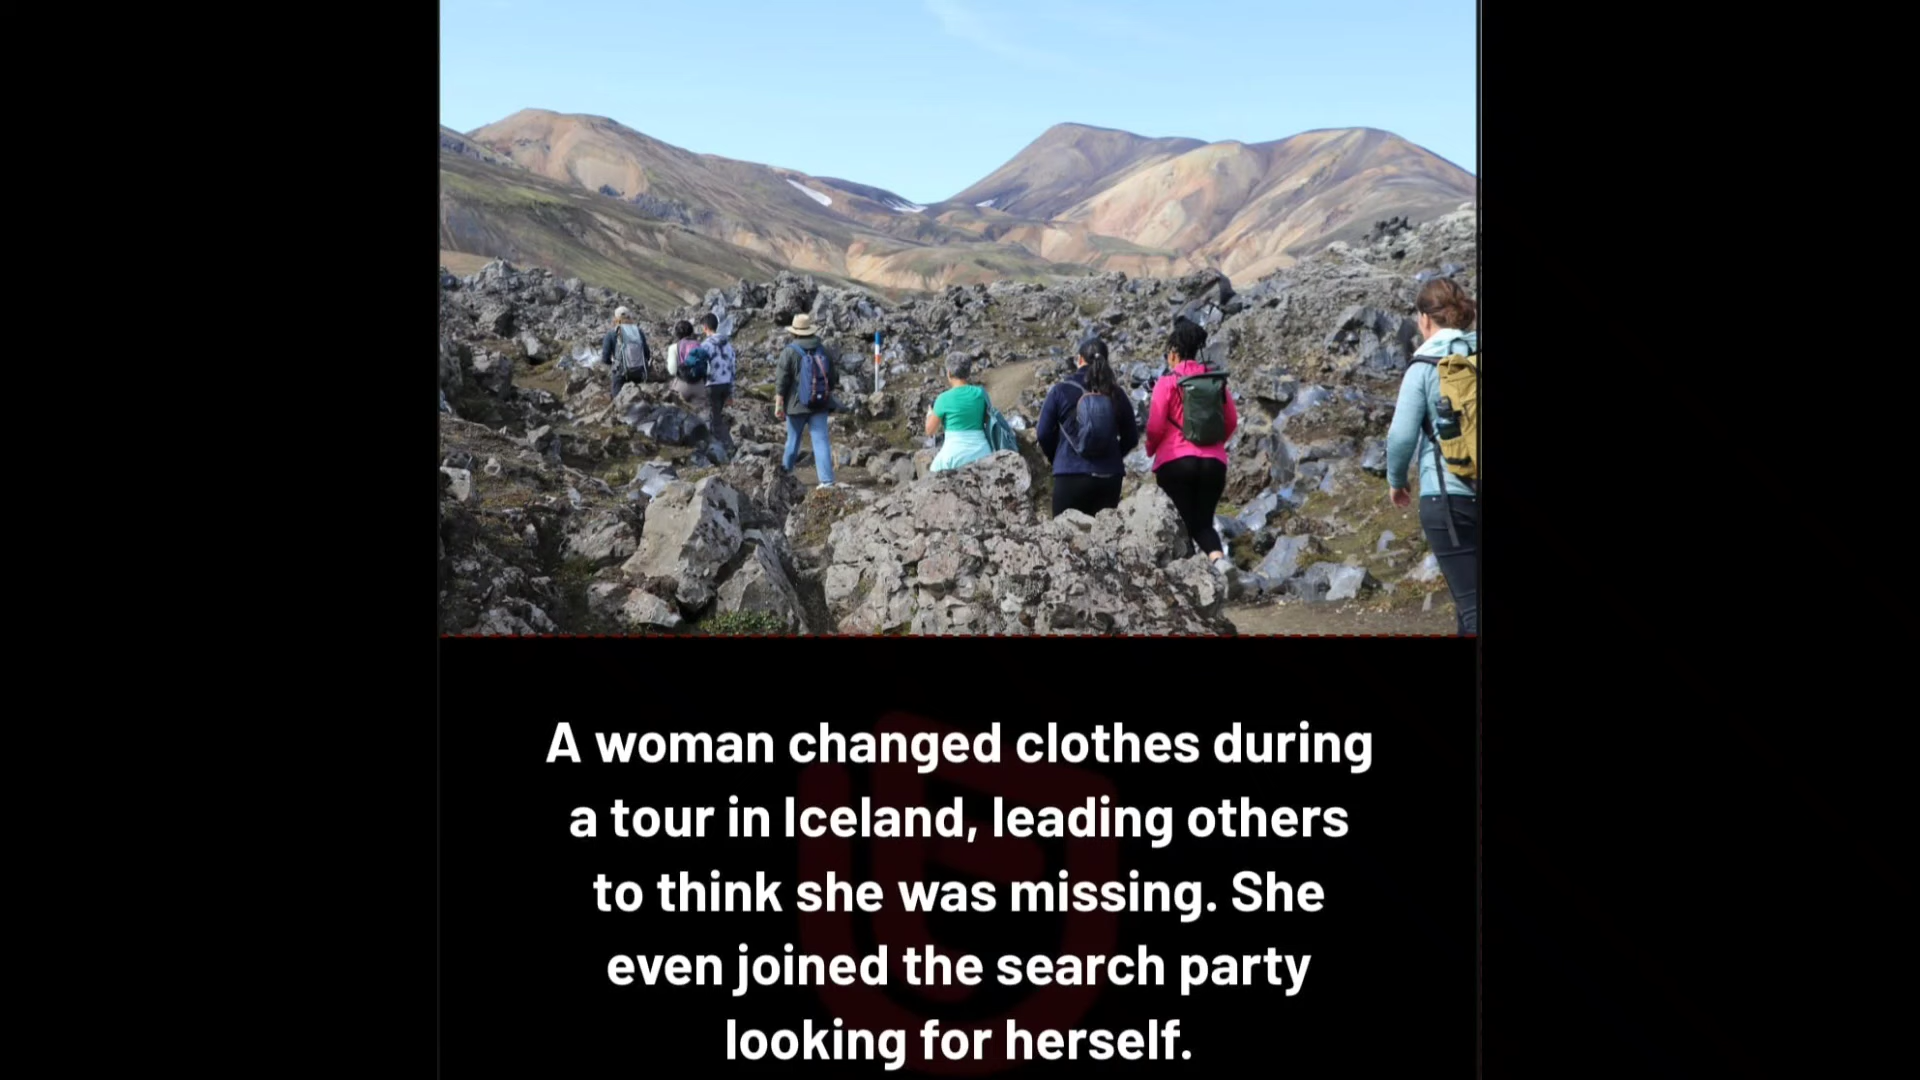 A woman changed clothes during
a tour in Iceland, leading others
to think she was missing. She
even joined the search party
looking for herself.